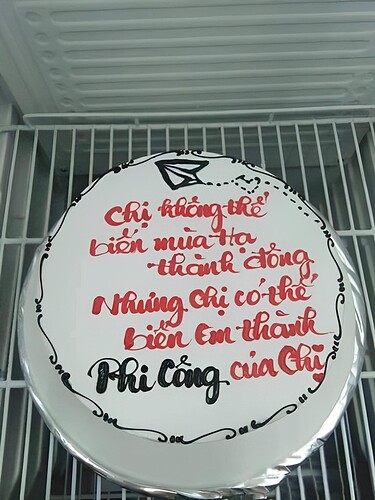 Chị không thể
biến mùa Hạ
thành đông
Nhưng Chị có thể
biến Em thành
Phi Công của Chị